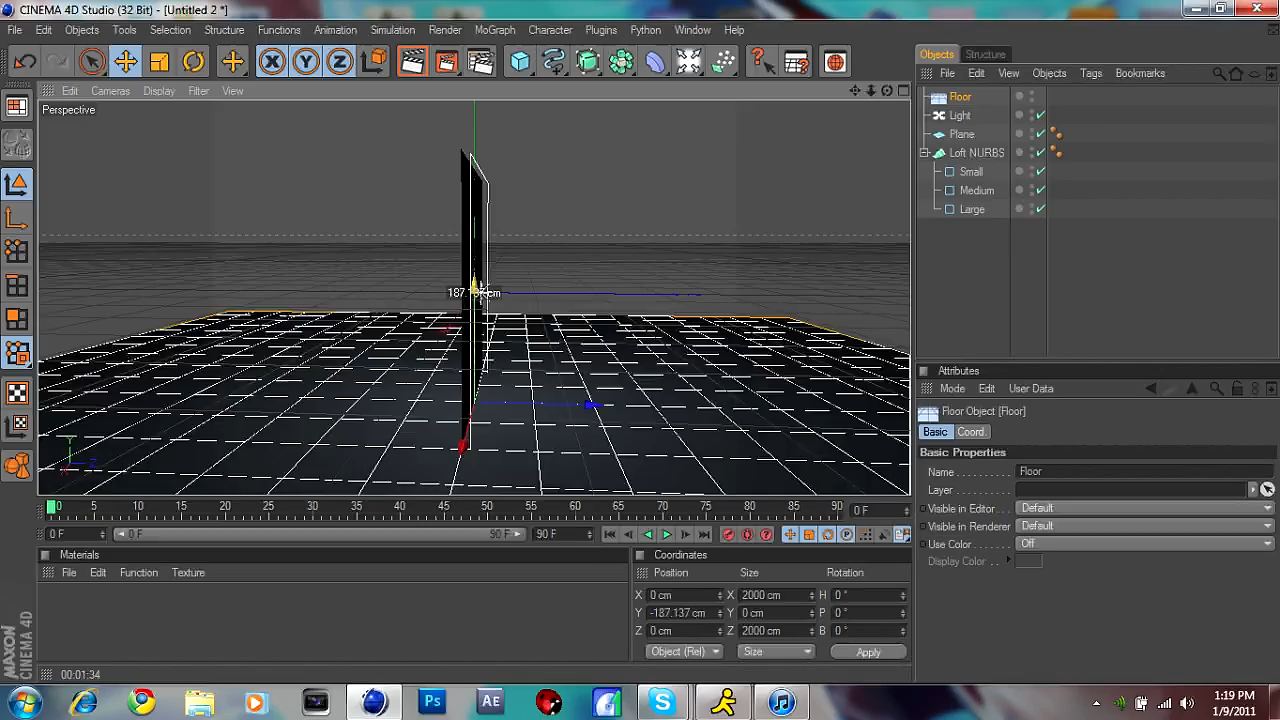 CINEMA 4D Studio (32 Bit) - [Untitled 2 *]
File Edit Objects Tools Selection Structure Functions Animation Simulation Render MoGraph Character Plugins Python Window Help
Edit Cameras Display Filter View
Perspective
187.137 cm
Y
X Z
0 5 10 15 20 25 30 35 40 45 50 55 60 65 70 75 80 85 90 0 F
0 F 0 F 90 F 90 F
Materials
File Edit Function Texture
Coordinates
Position Size Rotation
X 0 cm X 2000 cm H 0 °
Y -187.137 cm Y 0 cm P 0 °
Z 0 cm Z 2000 cm B 0 °
Object (Rel) Size Apply
Objects Structure
File Edit View Objects Tags Bookmarks
Floor
Light
Plane
Loft NURBS
Small
Medium
Large
Attributes
Mode Edit User Data
Floor Object [Floor]
Basic Coord.
Basic Properties
Name Floor
Layer
Visible in Editor Default
Visible in Renderer Default
Use Color Off
Display Color
MAXON
CINEMA 4D
00:01:34
Ps AE
1:19 PM
1/9/2011